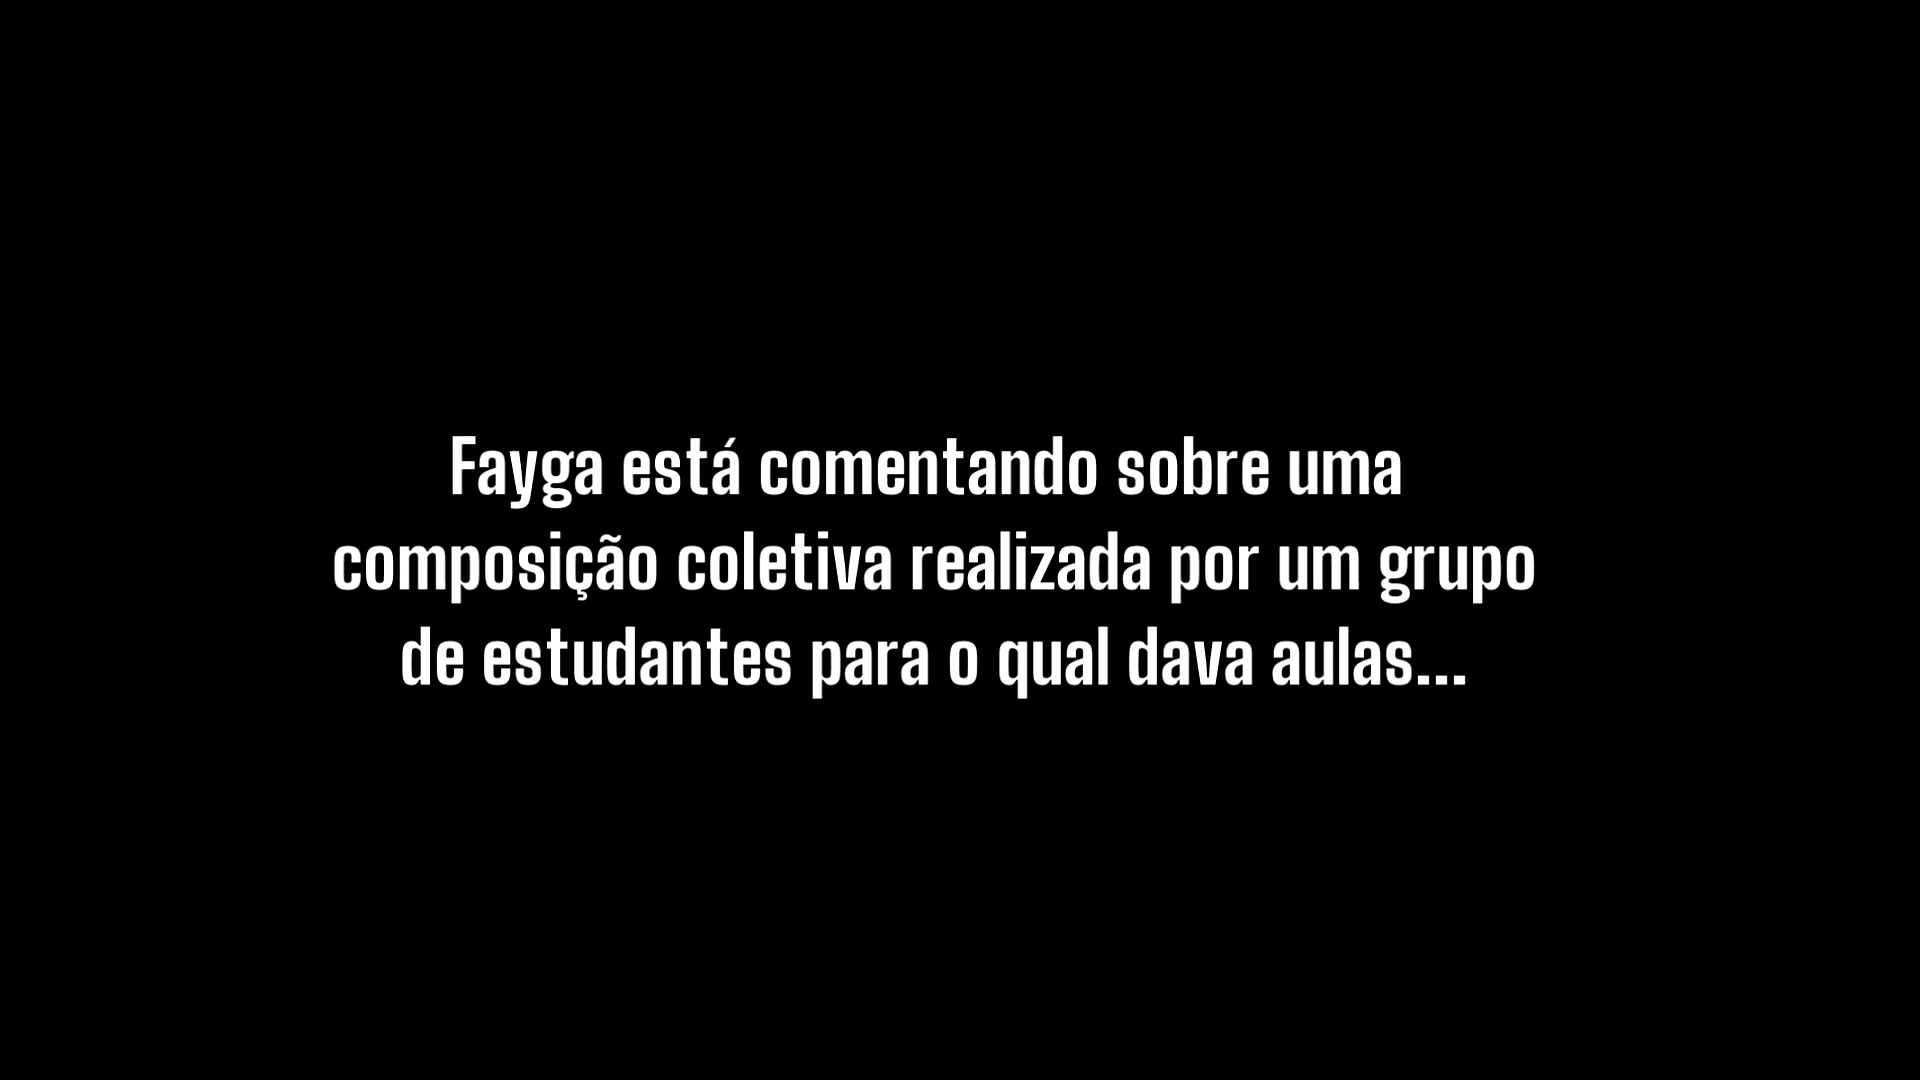 Fayga está comentando sobre uma
composição coletiva realizada por um grupo
de estudantes para o qual dava aulas...